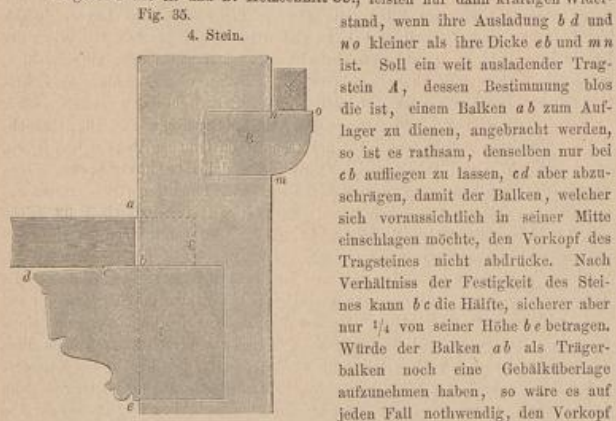 leisten nur dann kräftigen Wider-
Fig. 35.
4. Stein.
n
o
B
m
a
b
c
d
e
stand, wenn ihre Ausladung b d und
n o kleiner als ihre Dicke e b und m n
ist. Soll ein weit ausladender Trag-
stein A, dessen Bestimmung blos
die ist, einem Balken a b zum Auf-
lager zu dienen, angebracht werden,
so ist es rathsam, denselben nur bei
c b aufliegen zu lassen, c d aber abzu-
schrägen, damit der Balken, welcher
sich voraussichtlich in seiner Mitte
einschlagen möchte, den Vorkopf des
Tragsteines nicht abdrücke. Nach
Verhältniss der Festigkeit des Stei-
nes kann b c die Hälfte, sicherer aber
nur 1/4 von seiner Höhe b e betragen.
Würde der Balken a b als Träger-
balken noch eine Gebälküberlage
aufzunehmen haben, so wäre es auf
jeden Fall nothwendig, den Vorkopf